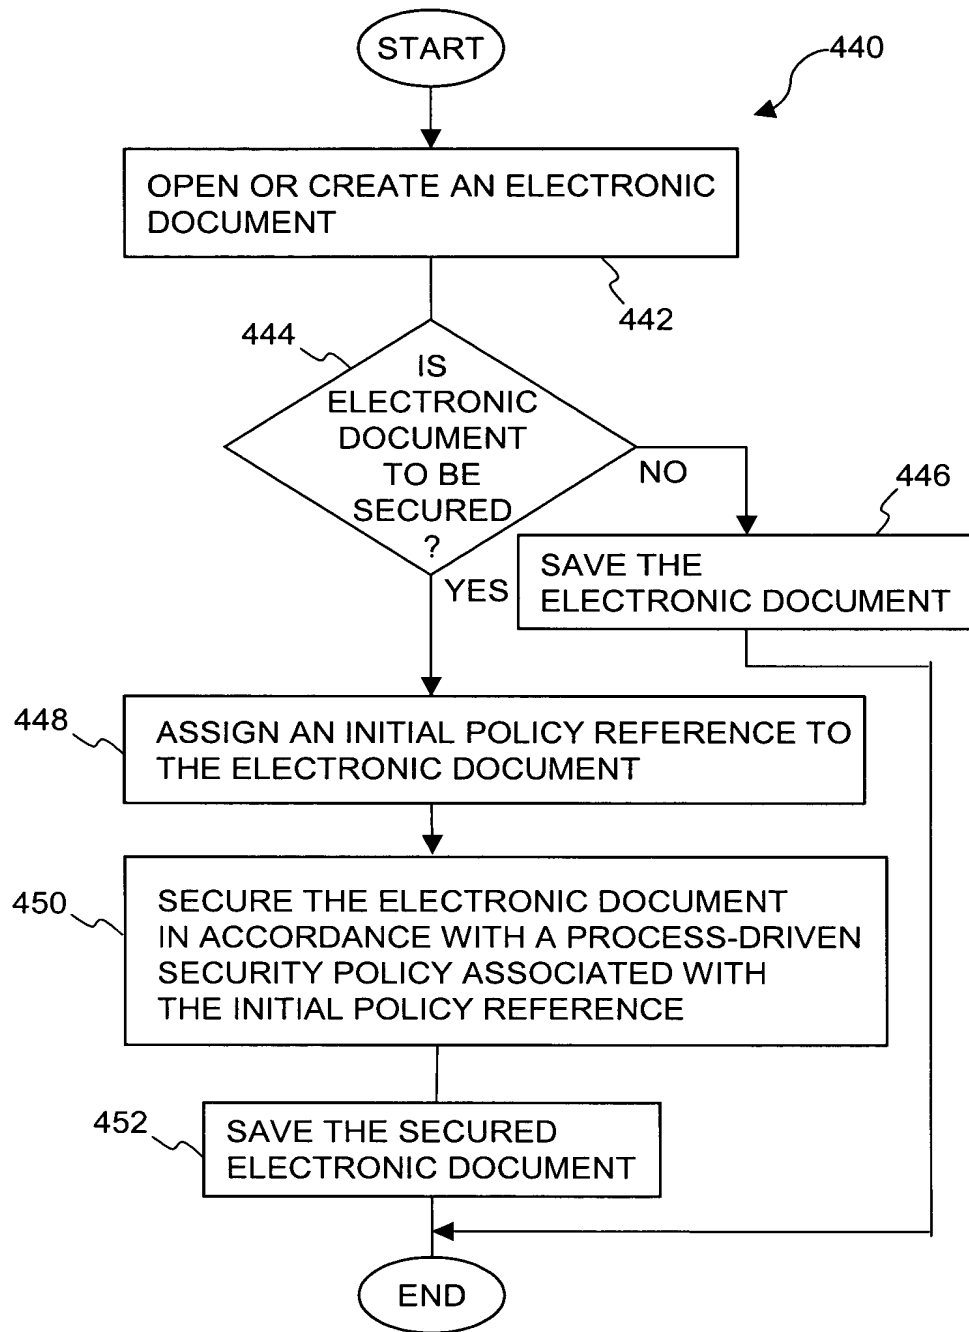 START
440
OPEN OR CREATE AN ELECTRONIC
DOCUMENT
442
444
IS
ELECTRONIC
DOCUMENT
TO BE
SECURED
?
NO
446
YES
SAVE THE
ELECTRONIC DOCUMENT
448
ASSIGN AN INITIAL POLICY REFERENCE TO
THE ELECTRONIC DOCUMENT
450
SECURE THE ELECTRONIC DOCUMENT
IN ACCORDANCE WITH A PROCESS-DRIVEN
SECURITY POLICY ASSOCIATED WITH
THE INITIAL POLICY REFERENCE
452
SAVE THE SECURED
ELECTRONIC DOCUMENT
END